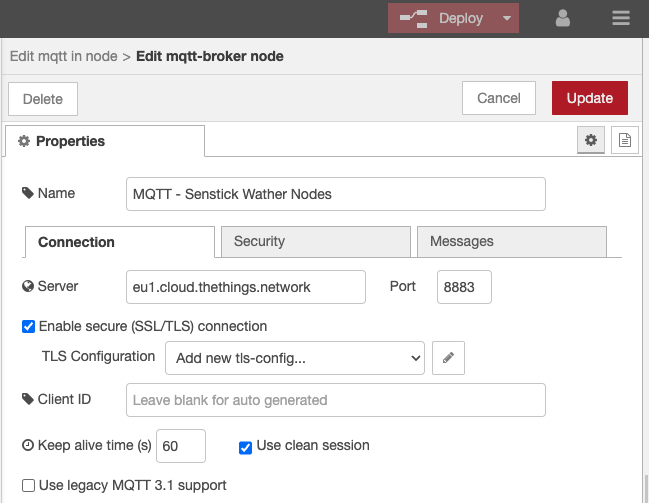 Deploy
Edit mqtt in node > Edit mqtt-broker node
Delete Cancel Update
Properties
Name MQTT - Senstick Wather Nodes
Connection Security Messages
Server eu1.cloud.thethings.network Port 8883
Enable secure (SSL/TLS) connection
TLS Configuration Add new tls-config...
Client ID Leave blank for auto generated
Keep alive time (s) 60 Use clean session
Use legacy MQTT 3.1 support